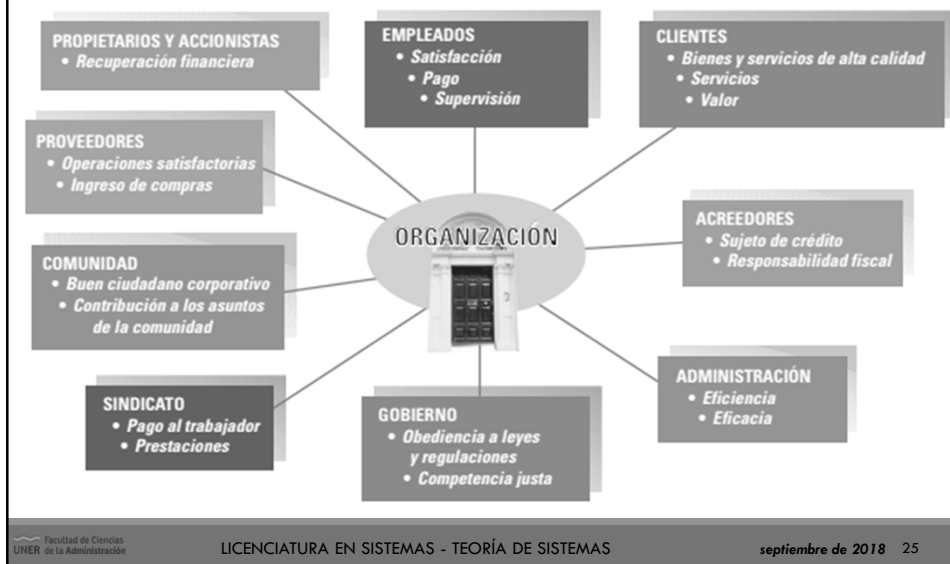 PROPIETARIOS Y ACCIONISTAS
• Recuperación financiera
EMPLEADOS
• Satisfacción
• Pago
• Supervisión
CLIENTES
• Bienes y servicios de alta calidad
• Servicios
• Valor
PROVEEDORES
• Operaciones satisfactorias
• Ingreso de compras
ORGANIZACIÓN
ACREEDORES
• Sujeto de crédito
• Responsabilidad fiscal
COMUNIDAD
• Buen ciudadano corporativo
• Contribución a los asuntos
de la comunidad
SINDICATO
• Pago al trabajador
• Prestaciones
GOBIERNO
• Obediencia a leyes
y regulaciones
• Competencia justa
ADMINISTRACIÓN
• Eficiencia
• Eficacia
UNER Facultad de Ciencias
de la Administración
LICENCIATURA EN SISTEMAS - TEORÍA DE SISTEMAS
septiembre de 2018 25